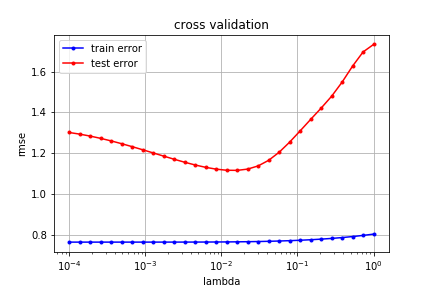 cross validation
train error
test error
rmse
1.6
1.4
1.2
1.0
0.8
10⁻⁴
10⁻³
10⁻²
10⁻¹
10⁰
lambda